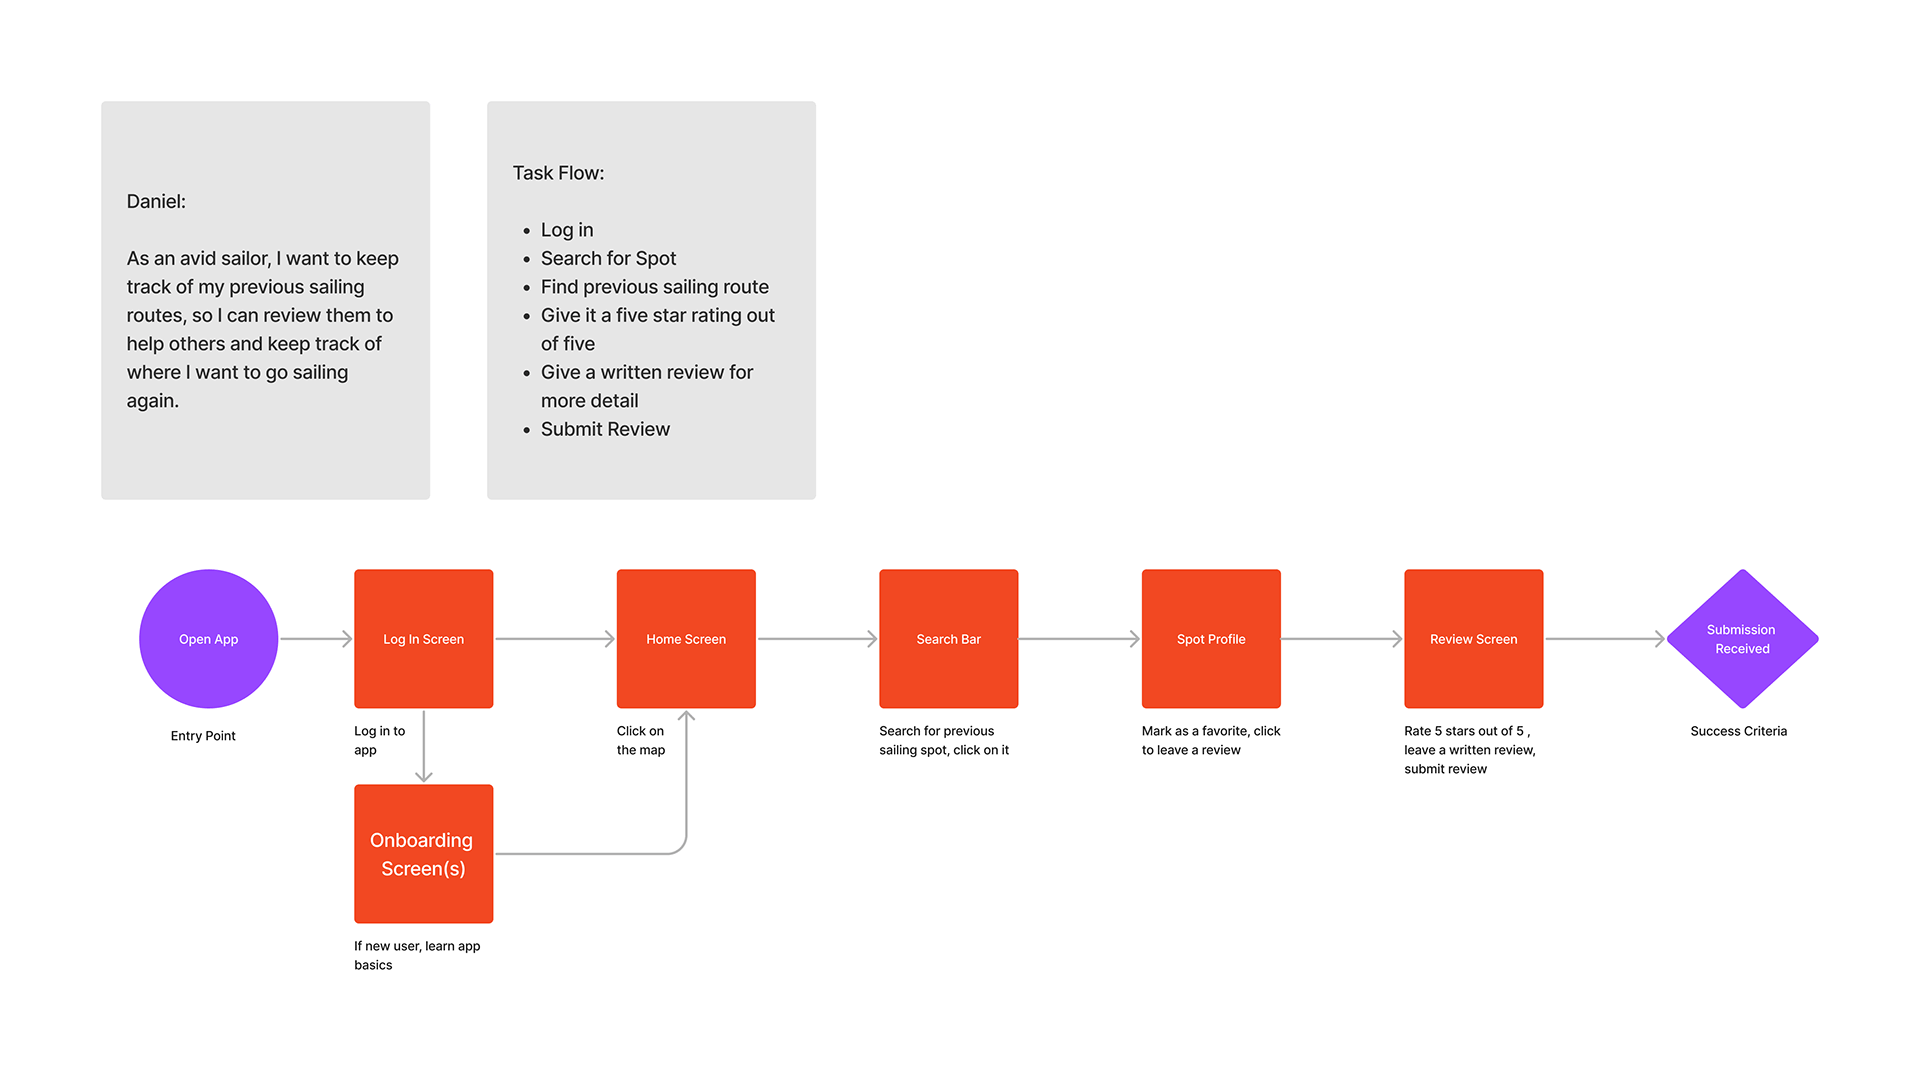 Daniel:
As an avid sailor, I want to keep
track of my previous sailing
routes, so I can review them to
help others and keep track of
where I want to go sailing
again.
Task Flow:
• Log in
• Search for Spot
• Find previous sailing route
• Give it a five star rating out
of five
• Give a written review for
more detail
• Submit Review
Open App
Entry Point
Log In Screen
Log in to
app
Home Screen
Click on
the map
Search Bar
Search for previous
sailing spot, click on it
Spot Profile
Mark as a favorite, click
to leave a review
Review Screen
Rate 5 stars out of 5 ,
leave a written review,
submit review
Submission
Received
Success Criteria
Onboarding
Screen(s)
If new user, learn app
basics